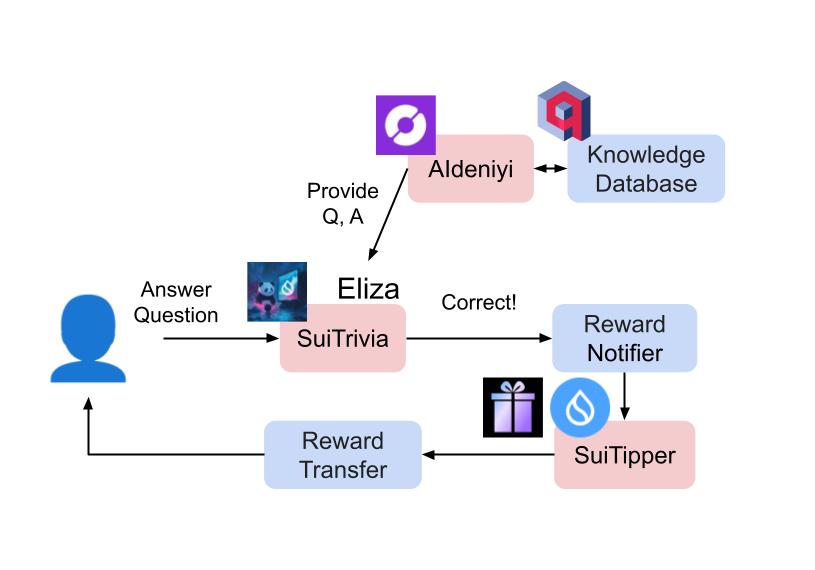 AIdeniyi
Knowledge
Database
Provide
Q, A
Eliza
Answer
Question
SuiTrivia
Correct!
Reward
Notifier
SuiTipper
Reward
Transfer